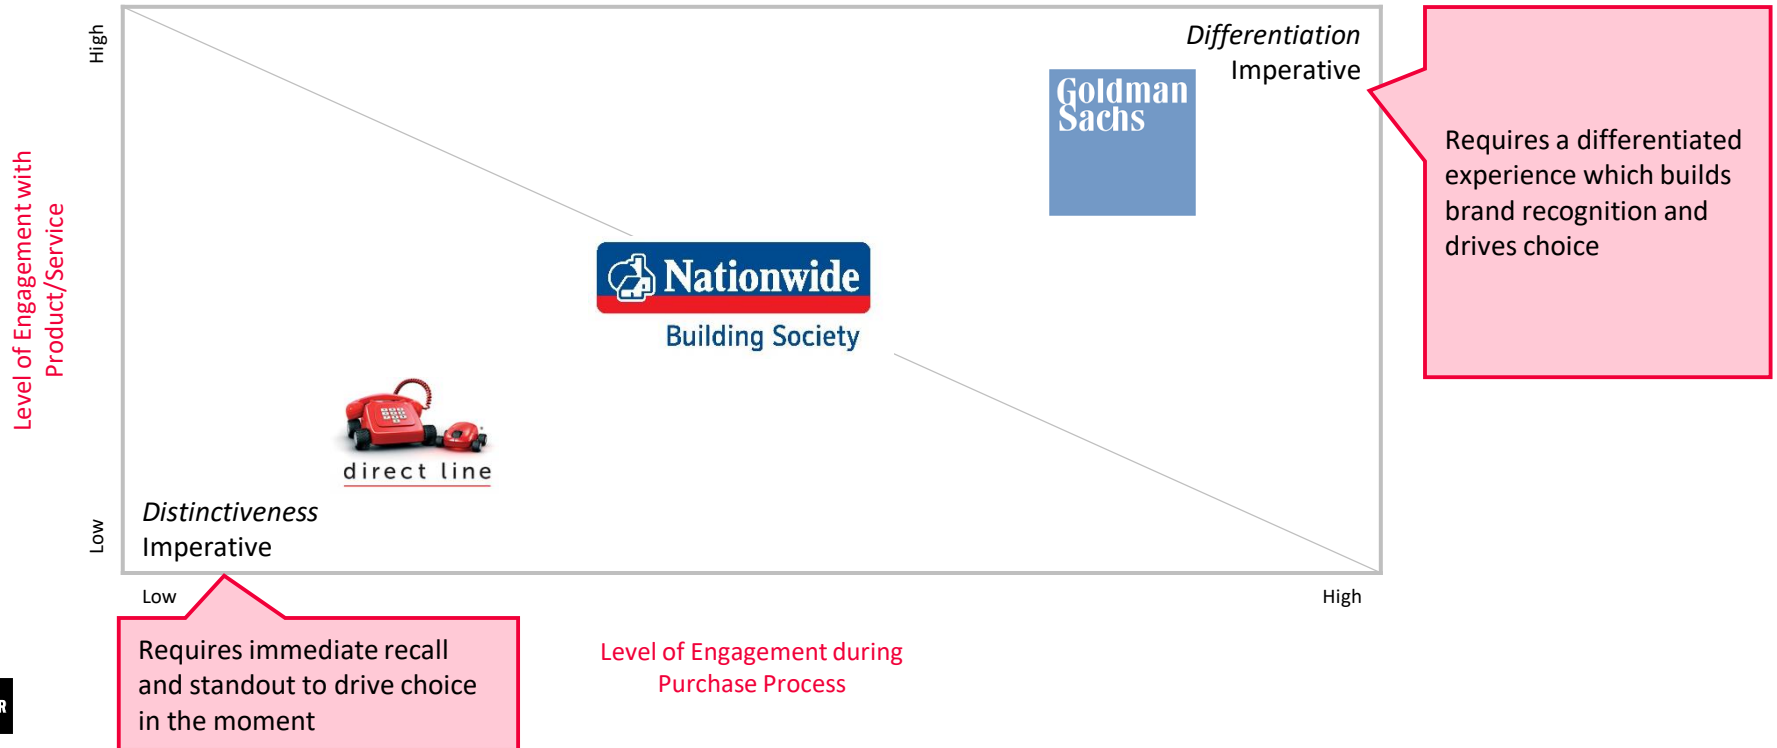 High
Differentiation
Imperative
Goldman
Sachs
Requires a differentiated
experience which builds
brand recognition and
drives choice
Level of Engagement with
Product/Service
Nationwide
Building Society
direct line
Distinctiveness
Imperative
Low
Low
High
Requires immediate recall
and standout to drive choice
in the moment
Level of Engagement during
Purchase Process
R